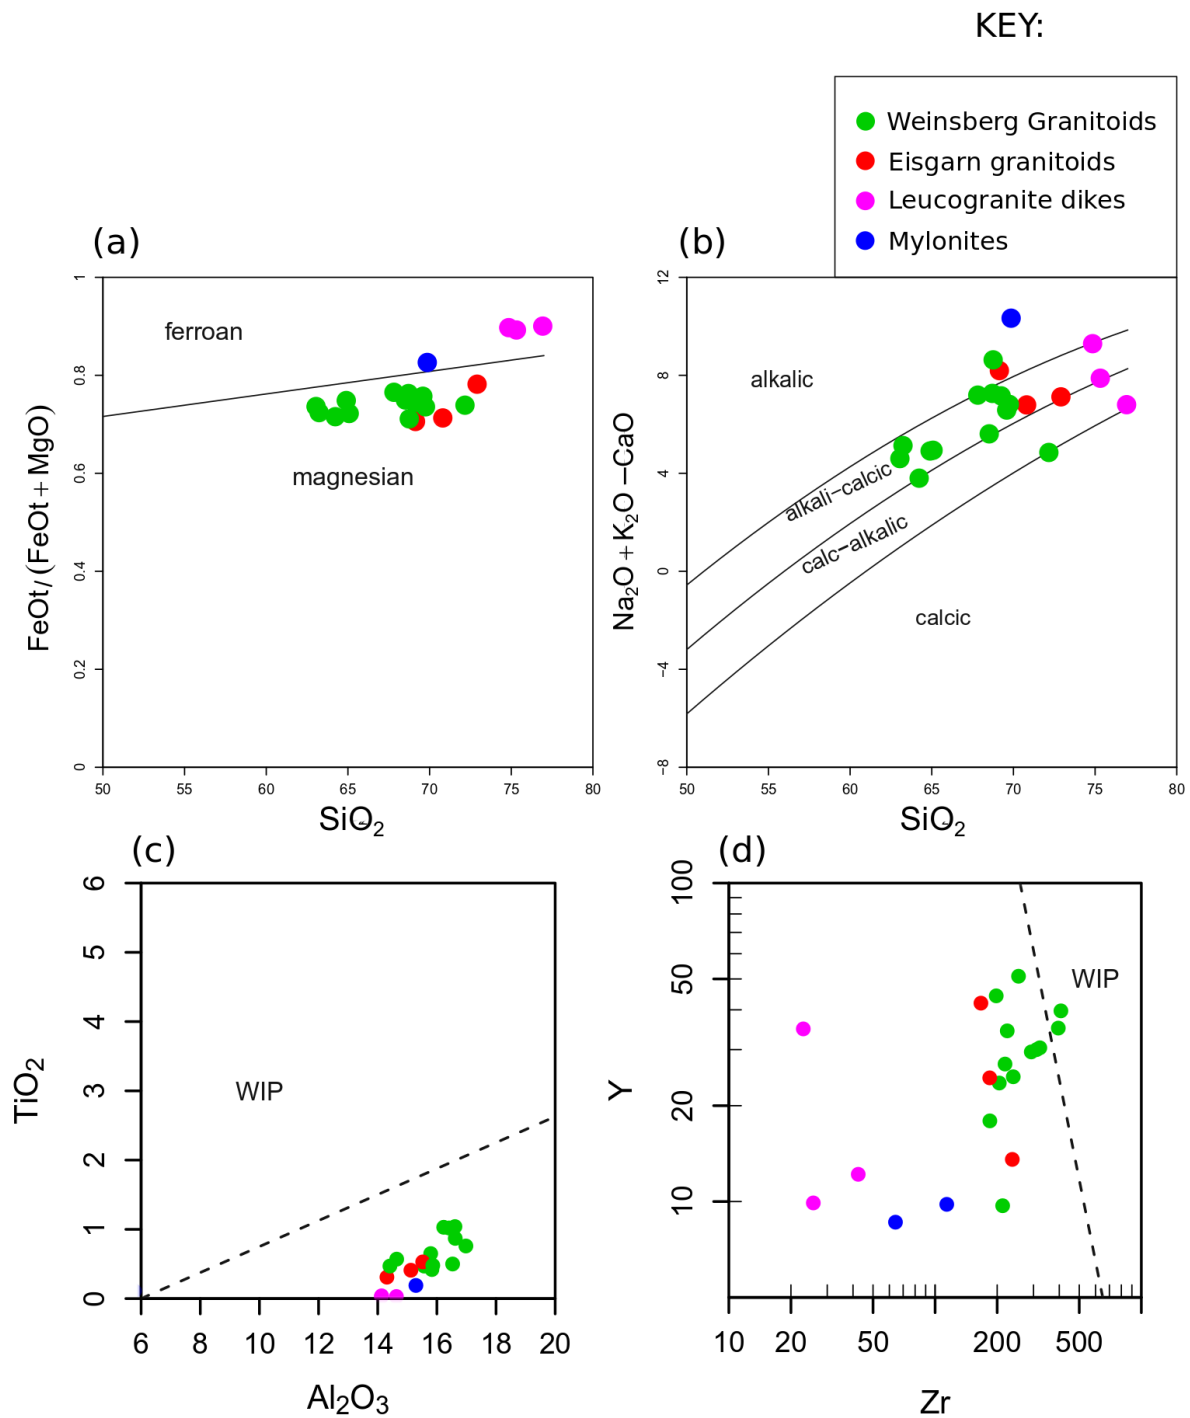 KEY:
Weinsberg Granitoids
Eisgarn granitoids
Leucogranite dikes
Mylonites
(a)
1
0.8
0.6
0.4
0.2
0
FeOt/(FeOt+MgO)
ferroan
magnesian
50 55 60 65 70 75 80
SiO₂
(b)
12
8
4
0
−4
−8
Na₂O+K₂O−CaO
alkalic
alkali−calcic
calc−alkalic
calcic
50 55 60 65 70 75 80
SiO₂
(c)
6
5
4
3
2
1
0
TiO₂
WIP
6 8 10 12 14 16 18 20
Al₂O₃
(d)
100
50
20
10
Y
WIP
10 20 50 200 500
Zr